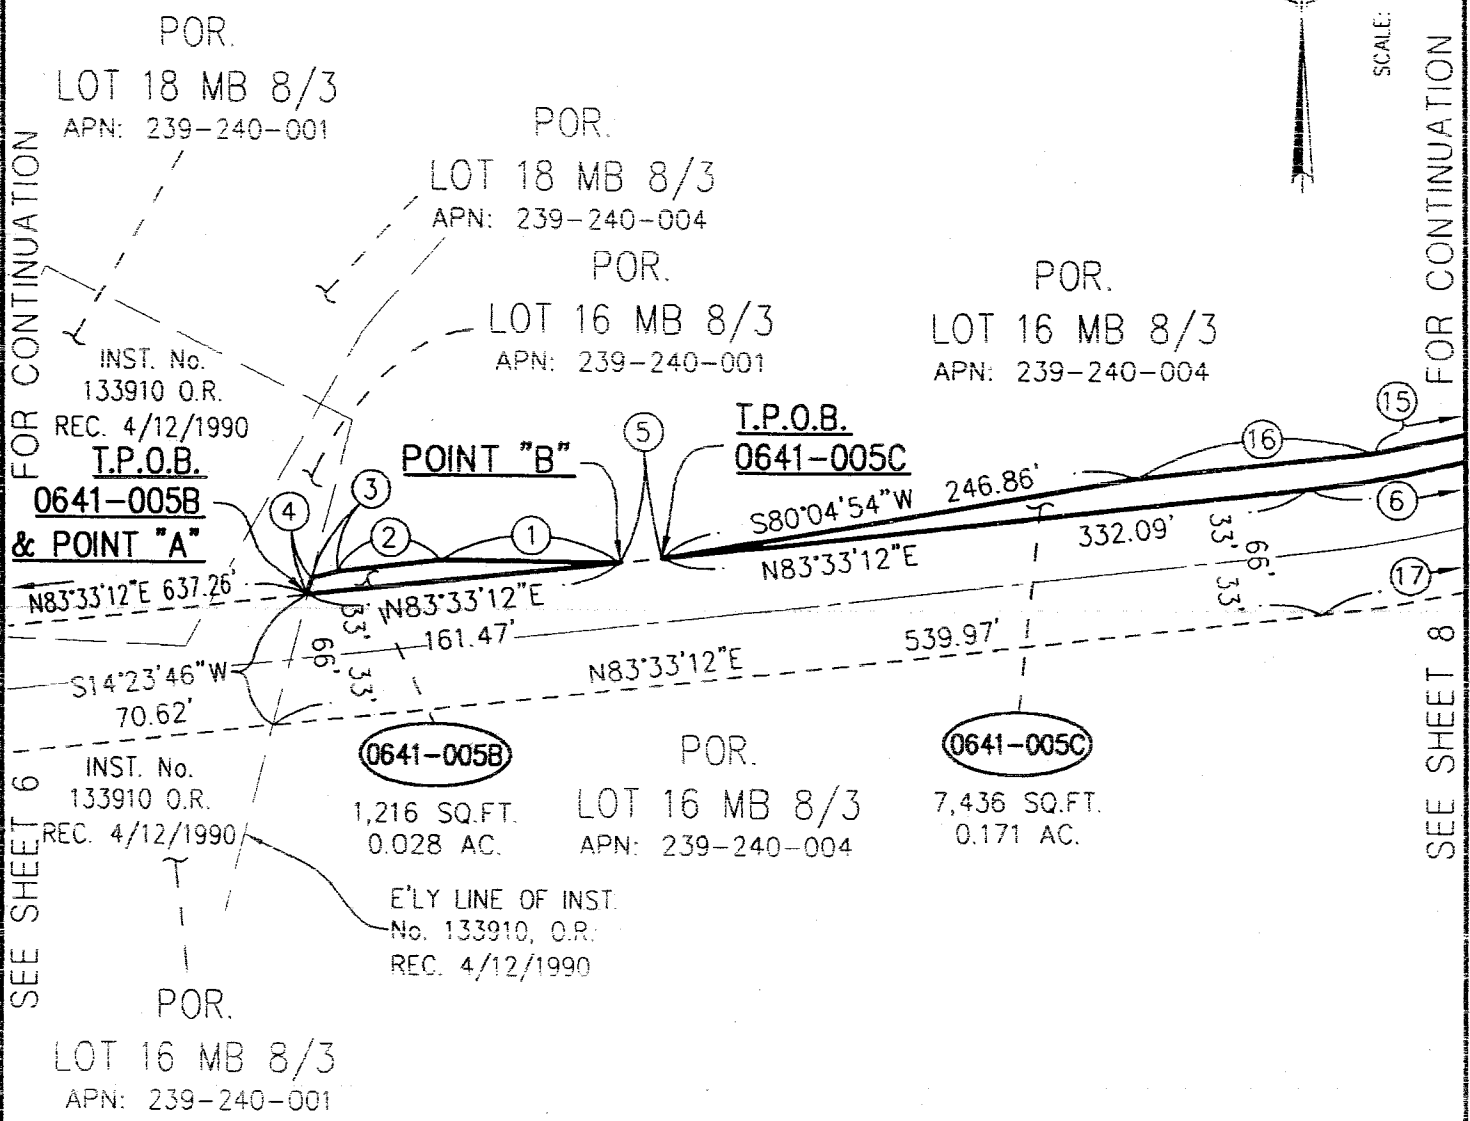 POR.
LOT 18 MB 8/3
APN: 239-240-001
POR.
LOT 18 MB 8/3
APN: 239-240-004
POR.
LOT 16 MB 8/3
APN: 239-240-001
POR.
LOT 16 MB 8/3
APN: 239-240-004
SCALE:
FOR CONTINUATION
SEE SHEET 6
FOR CONTINUATION
SEE SHEET 8
INST. No.
133910 O.R.
REC. 4/12/1990
T.P.O.B.
0641-005B
& POINT "A"
POINT "B"
T.P.O.B.
0641-005C
4
3
2
1
5
16
15
6
17
S80°04'54"W 246.86'
N83°33'12"E
332.09'
N83°33'12"E 637.26'
N83°33'12"E
161.47'
33'
66'
33'
33'
66'
33'
S14°23'46"W
70.62'
N83°33'12"E
539.97'
INST. No.
133910 O.R.
REC. 4/12/1990
0641-005B
1,216 SQ.FT.
0.028 AC.
POR.
LOT 16 MB 8/3
APN: 239-240-004
0641-005C
7,436 SQ.FT.
0.171 AC.
E'LY LINE OF INST.
No. 133910, O.R.
REC. 4/12/1990
POR.
LOT 16 MB 8/3
APN: 239-240-001